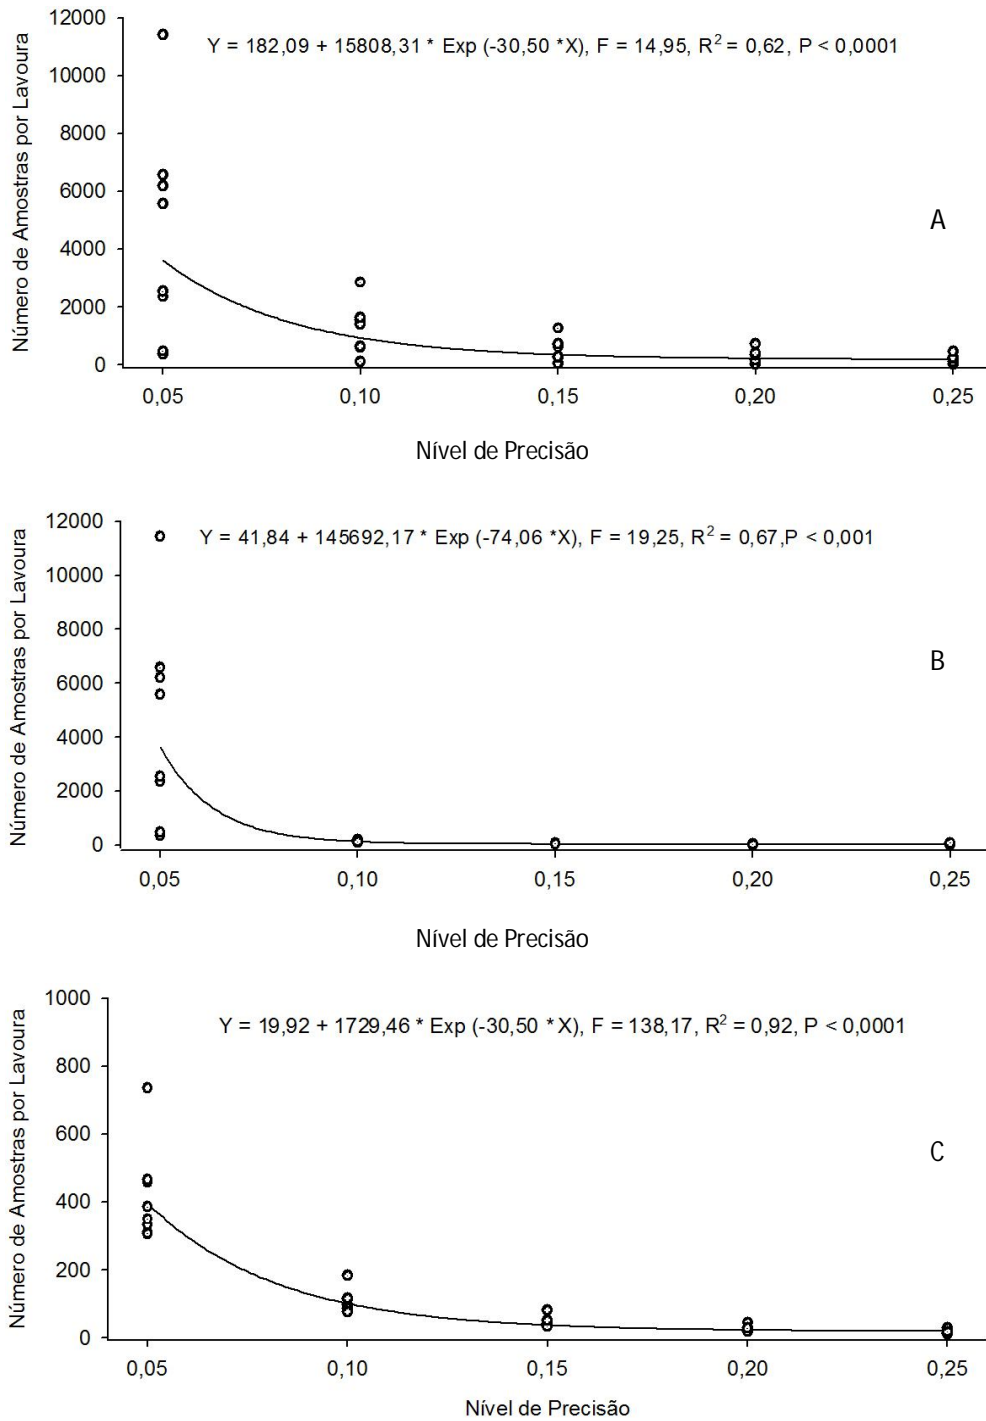 Y = 182,09 + 15808,31 * Exp (-30,50 *X), F = 14,95, R² = 0,62, P < 0,0001
Número de Amostras por Lavoura
12000
10000
8000
6000
4000
2000
0
A
0,05 0,10 0,15 0,20 0,25
Nível de Precisão
Y = 41,84 + 145692,17 * Exp (-74,06 *X), F = 19,25, R² = 0,67,P < 0,001
Número de Amostras por Lavoura
12000
10000
8000
6000
4000
2000
0
B
0,05 0,10 0,15 0,20 0,25
Nível de Precisão
Y = 19,92 + 1729,46 * Exp (-30,50 *X), F = 138,17, R² = 0,92, P < 0,0001
Número de Amostras por Lavoura
1000
800
600
400
200
0
C
0,05 0,10 0,15 0,20 0,25
Nível de Precisão